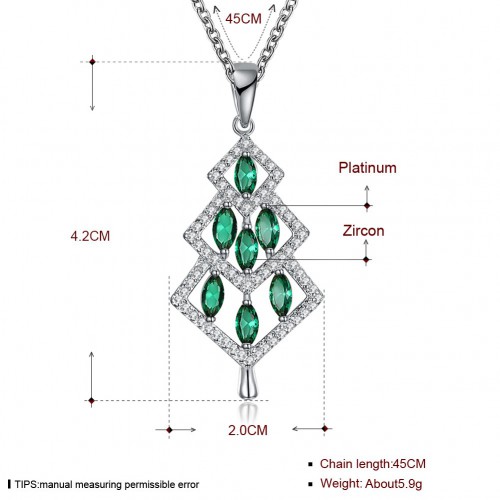 45CM
Platinum
Zircon
4.2CM
2.0CM
Chain length:45CM
Weight: About5.9g
TIPS:manual measuring permissible error